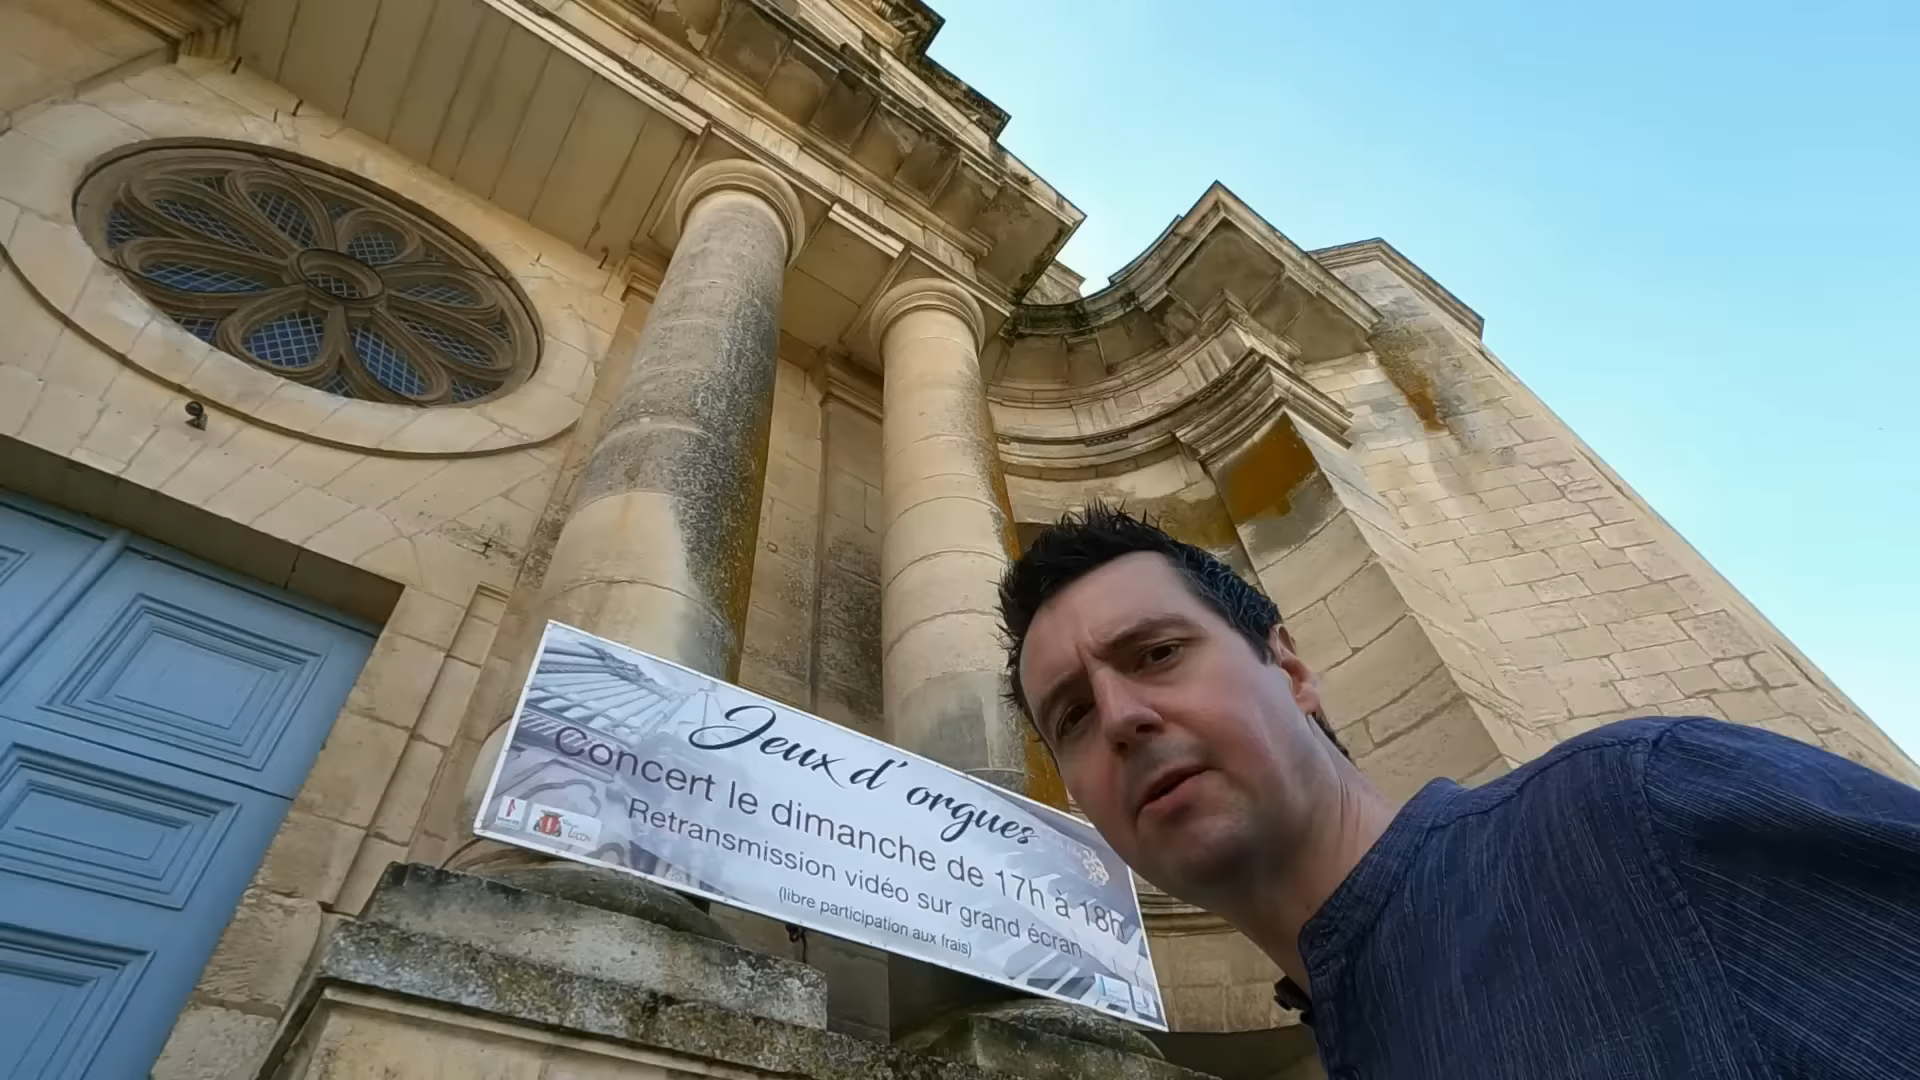 Jeux d'orgues
Concert le dimanche de 17h à 18h
Retransmission vidéo sur grand écran
(libre participation aux frais)